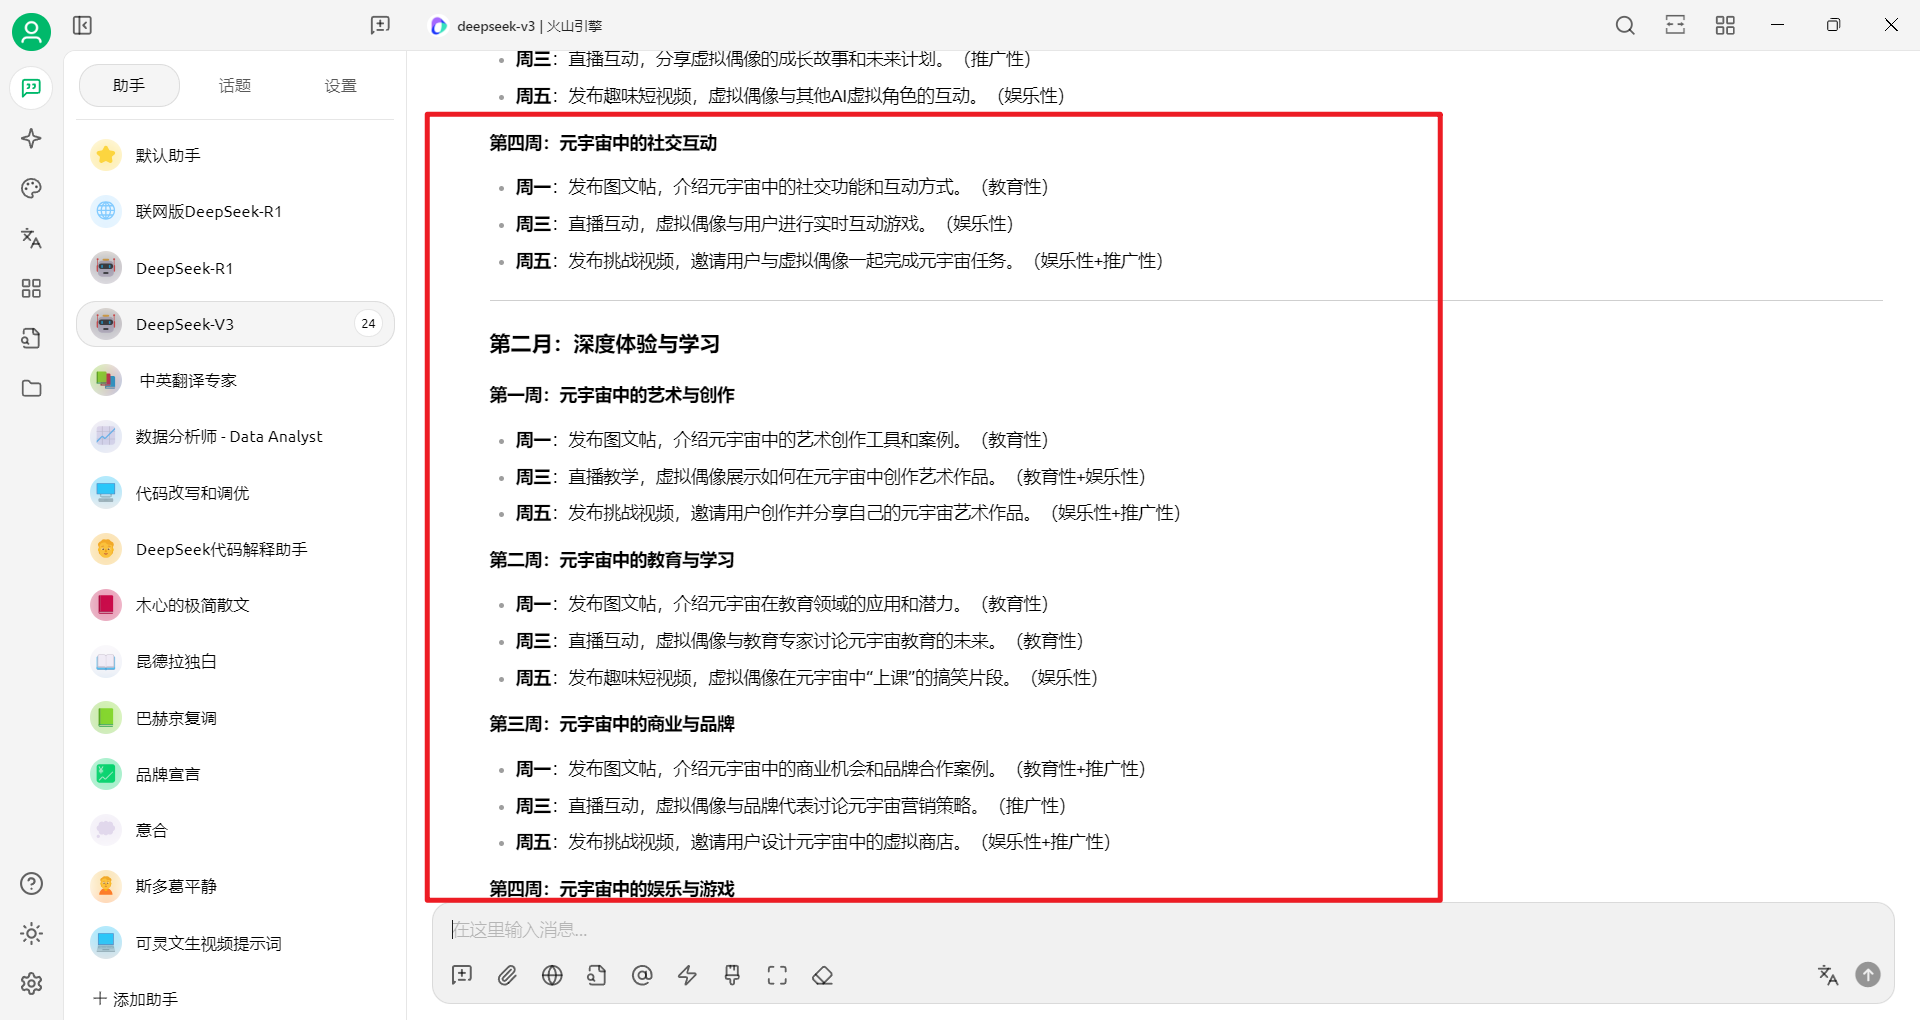 deepseek-v3 | 火山引擎
助手
话题
设置
默认助手
联网版DeepSeek-R1
DeepSeek-R1
DeepSeek-V3
24
中英翻译专家
数据分析师 - Data Analyst
代码改写和调优
DeepSeek代码解释助手
木心的极简散文
昆德拉独白
巴赫京复调
品牌宣言
意合
斯多葛平静
可灵文生视频提示词
添加助手
周三：直播互动，分享虚拟偶像的成长故事和未来计划。（推广性）
周五：发布趣味短视频，虚拟偶像与其他AI虚拟角色的互动。（娱乐性）
第四周：元宇宙中的社交互动
周一：发布图文帖，介绍元宇宙中的社交功能和互动方式。（教育性）
周三：直播互动，虚拟偶像与用户进行实时互动游戏。（娱乐性）
周五：发布挑战视频，邀请用户与虚拟偶像一起完成元宇宙任务。（娱乐性+推广性）
第二月：深度体验与学习
第一周：元宇宙中的艺术与创作
周一：发布图文帖，介绍元宇宙中的艺术创作工具和案例。（教育性）
周三：直播教学，虚拟偶像展示如何在元宇宙中创作艺术作品。（教育性+娱乐性）
周五：发布挑战视频，邀请用户创作并分享自己的元宇宙艺术作品。（娱乐性+推广性）
第二周：元宇宙中的教育与学习
周一：发布图文帖，介绍元宇宙在教育领域的应用和潜力。（教育性）
周三：直播互动，虚拟偶像与教育专家讨论元宇宙教育的未来。（教育性）
周五：发布趣味短视频，虚拟偶像在元宇宙中“上课”的搞笑片段。（娱乐性）
第三周：元宇宙中的商业与品牌
周一：发布图文帖，介绍元宇宙中的商业机会和品牌合作案例。（教育性+推广性）
周三：直播互动，虚拟偶像与品牌代表讨论元宇宙营销策略。（推广性）
周五：发布挑战视频，邀请用户设计元宇宙中的虚拟商店。（娱乐性+推广性）
第四周：元宇宙中的娱乐与游戏
在这里输入消息...